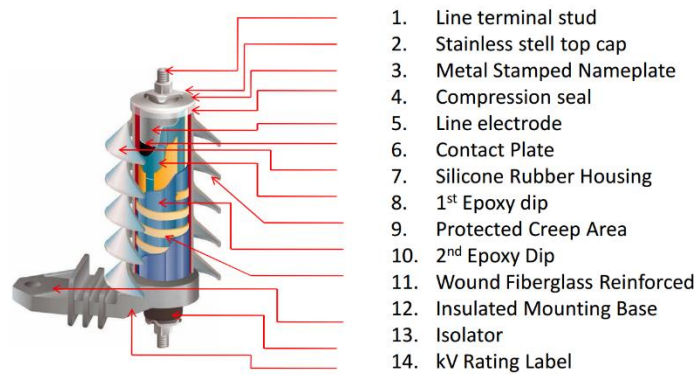 1. Line terminal stud
2. Stainless stell top cap
3. Metal Stamped Nameplate
4. Compression seal
5. Line electrode
6. Contact Plate
7. Silicone Rubber Housing
8. 1st Epoxy dip
9. Protected Creep Area
10. 2nd Epoxy Dip
11. Wound Fiberglass Reinforced
12. Insulated Mounting Base
13. Isolator
14. kV Rating Label